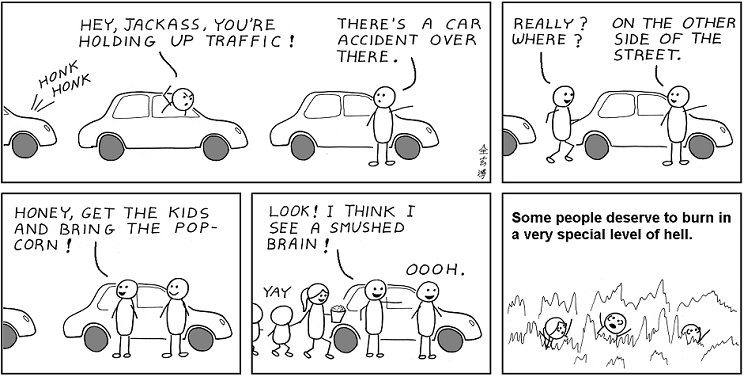 HONK
HONK
HEY, JACKASS, YOU'RE
HOLDING UP TRAFFIC!
THERE'S A CAR
ACCIDENT OVER
THERE.
REALLY?
WHERE?
ON THE OTHER
SIDE OF THE
STREET.
HONEY, GET THE KIDS
AND BRING THE POP-
CORN!
LOOK! I THINK I
SEE A SMUSHED
BRAIN!
YAY
OOOH.
Some people deserve to burn in
a very special level of hell.